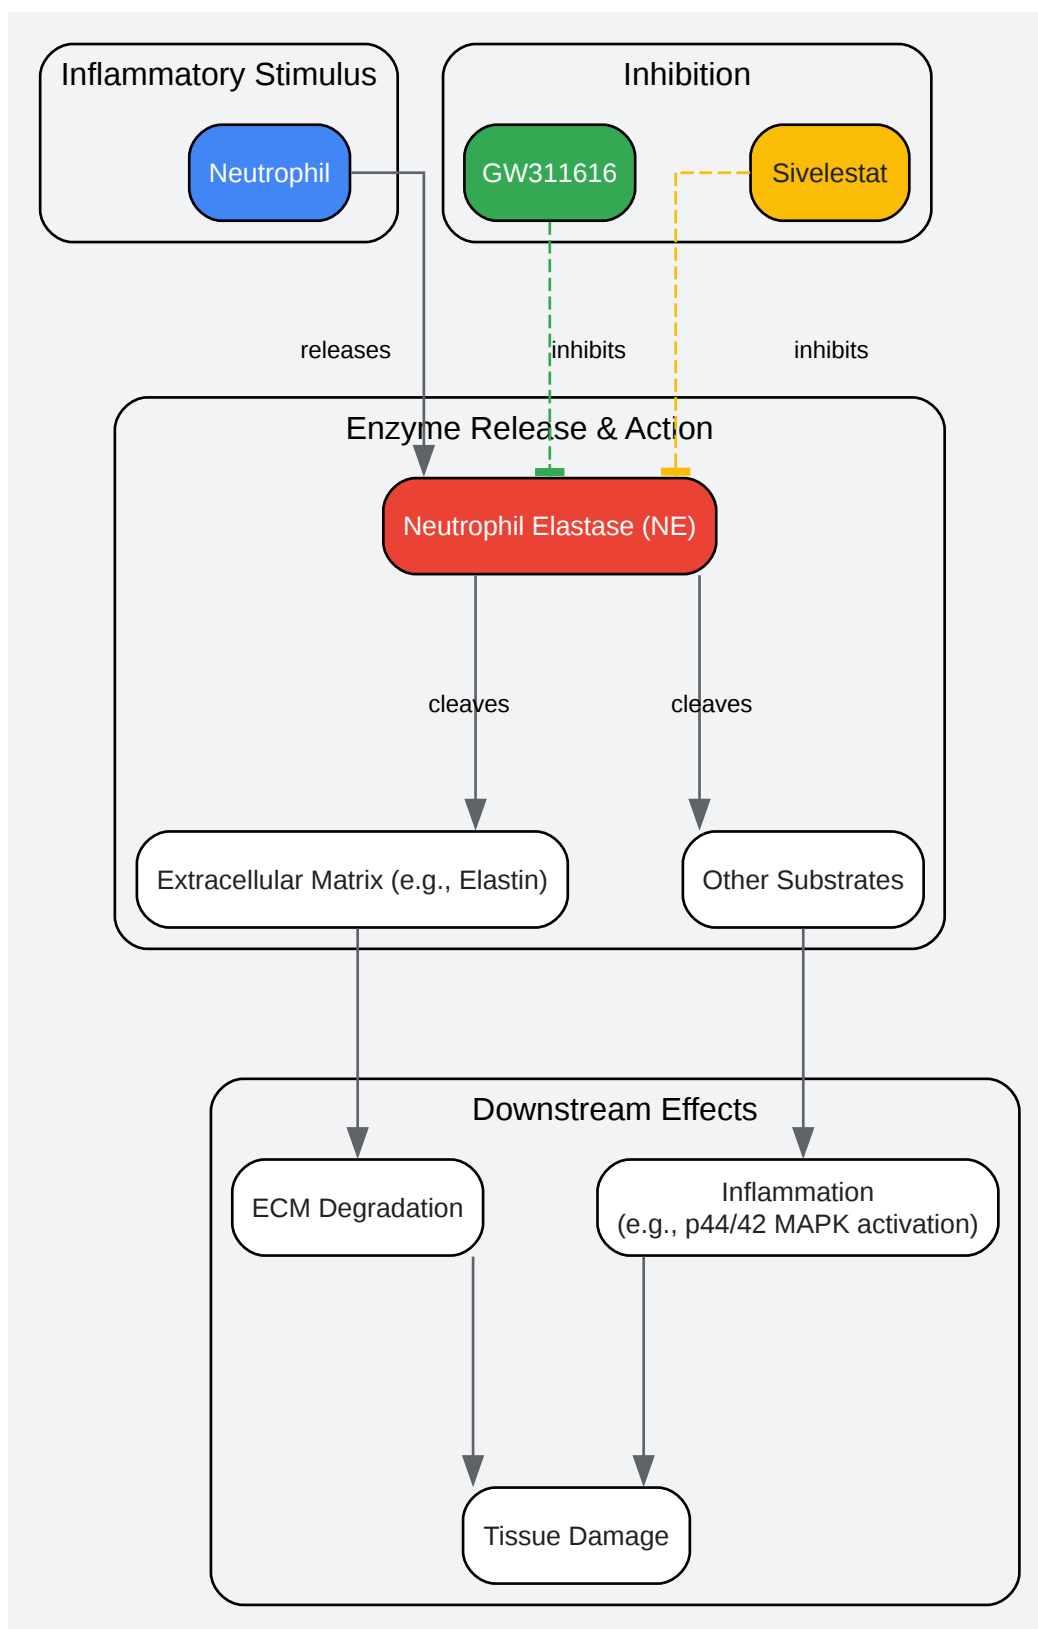 Inflammatory Stimulus
Inhibition
Neutrophil
GW311616
Sivelestat
releases
inhibits
inhibits
Enzyme Release & Action
Neutrophil Elastase (NE)
cleaves
cleaves
Extracellular Matrix (e.g., Elastin)
Other Substrates
Downstream Effects
ECM Degradation
Inflammation
(e.g., p44/42 MAPK activation)
Tissue Damage